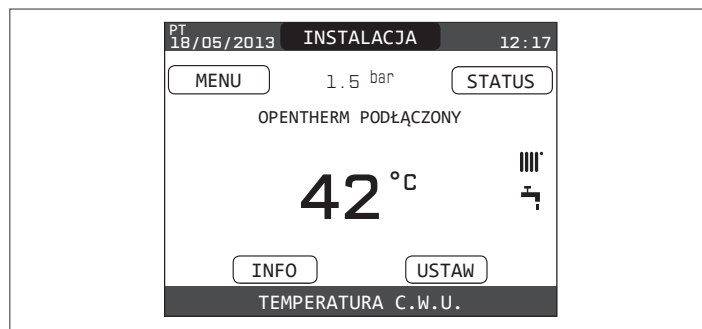 PT
18/05/2013 INSTALACJA 12:17
MENU 1.5 bar STATUS
OPENTHERM PODŁĄCZONY
42 °C
INFO USTAW
TEMPERATURA C.W.U.